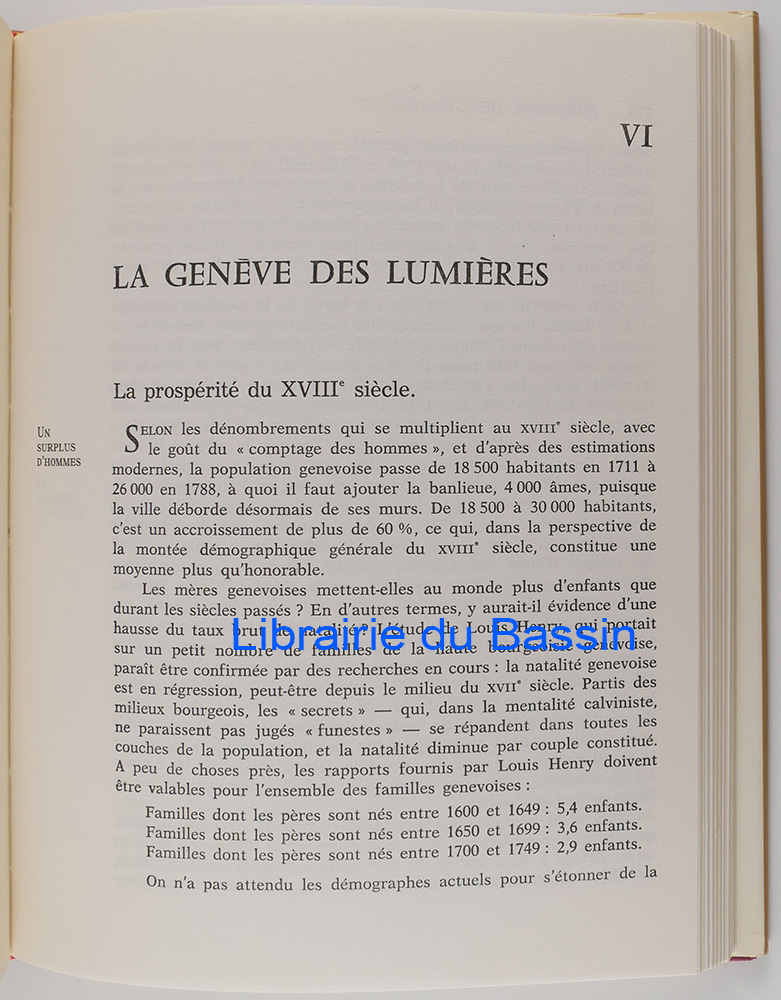 VI
LA GENÈVE DES LUMIÈRES
La prospérité du XVIIIe siècle.
UN
SURPLUS
D'HOMMES
SELON les dénombrements qui se multiplient au XVIIIe siècle, avec
le goût du « comptage des hommes », et d'après des estimations
modernes, la population genevoise passe de 18 500 habitants en 1711 à
26 000 en 1788, à quoi il faut ajouter la banlieue, 4 000 âmes, puisque
la ville déborde désormais de ses murs. De 18 500 à 30 000 habitants,
c'est un accroissement de plus de 60 %, ce qui, dans la perspective de
la montée démographique générale du XVIIIe siècle, constitue une
moyenne plus qu'honorable.
Les mères genevoises mettent-elles au monde plus d'enfants que
durant les siècles passés ? En d'autres termes, y aurait-il évidence d'une
hausse du taux brut de natalité ? L'étude de Louis Henry, qui portait
sur un petit nombre de familles de la haute bourgeoisie genevoise,
paraît être confirmée par des recherches en cours : la natalité genevoise
est en régression, peut-être depuis le milieu du XVIIe siècle. Partis des
milieux bourgeois, les « secrets » — qui, dans la mentalité calviniste,
ne paraissent pas jugés « funestes » — se répandent dans toutes les
couches de la population, et la natalité diminue par couple constitué.
A peu de choses près, les rapports fournis par Louis Henry doivent
être valables pour l'ensemble des familles genevoises :
Familles dont les pères sont nés entre 1600 et 1649 : 5,4 enfants.
Familles dont les pères sont nés entre 1650 et 1699 : 3,6 enfants.
Familles dont les pères sont nés entre 1700 et 1749 : 2,9 enfants.
On n'a pas attendu les démographes actuels pour s'étonner de la
Librairie du Bassin